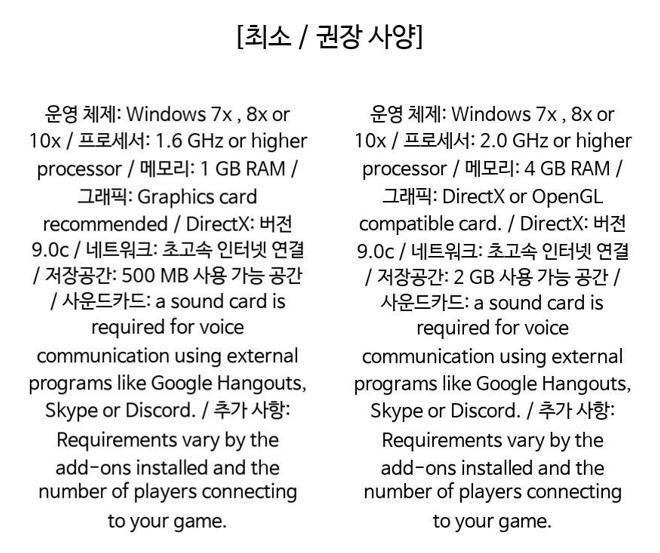 [최소 / 권장 사양]
운영 체제: Windows 7x , 8x or
10x / 프로세서: 1.6 GHz or higher
processor / 메모리: 1 GB RAM /
그래픽: Graphics card
recommended / DirectX: 버전
9.0c / 네트워크: 초고속 인터넷 연결
/ 저장공간: 500 MB 사용 가능 공간
/ 사운드카드: a sound card is
required for voice
communication using external
programs like Google Hangouts,
Skype or Discord. / 추가 사항:
Requirements vary by the
add-ons installed and the
number of players connecting
to your game.
운영 체제: Windows 7x , 8x or
10x / 프로세서: 2.0 GHz or higher
processor / 메모리: 4 GB RAM /
그래픽: DirectX or OpenGL
compatible card. / DirectX: 버전
9.0c / 네트워크: 초고속 인터넷 연결
/ 저장공간: 2 GB 사용 가능 공간 /
사운드카드: a sound card is
required for voice
communication using external
programs like Google Hangouts,
Skype or Discord. / 추가 사항:
Requirements vary by the
add-ons installed and the
number of players connecting
to your game.